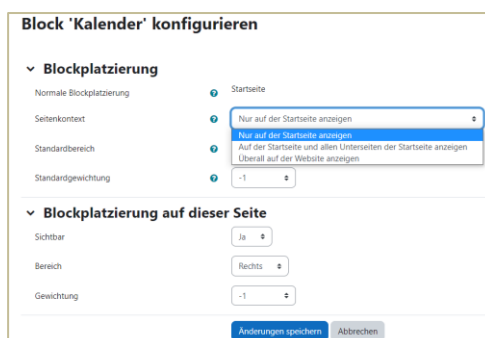 Block 'Kalender' konfigurieren
Blockplatzierung
Normale Blockplatzierung Startseite
Seitenkontext Nur auf der Startseite anzeigen
Nur auf der Startseite anzeigen
Auf der Startseite und allen Unterseiten der Startseite anzeigen
Überall auf der Website anzeigen
Standardbereich
Standardgewichtung -1
Blockplatzierung auf dieser Seite
Sichtbar Ja
Bereich Rechts
Gewichtung -1
Änderungen speichern Abbrechen